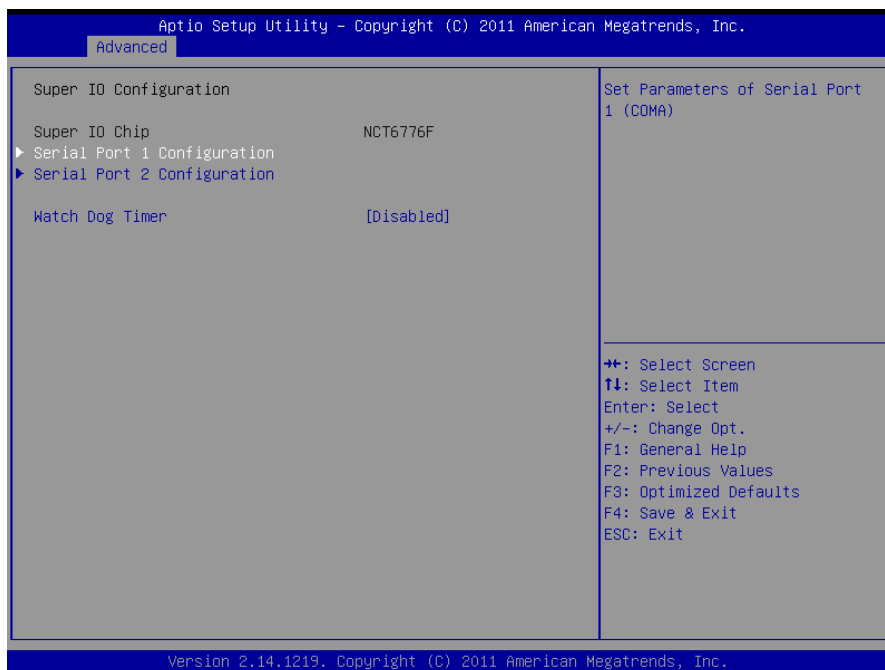 Aptio Setup Utility – Copyright (C) 2011 American Megatrends, Inc.
Advanced
Super IO Configuration
Super IO Chip NCT6776F
Serial Port 1 Configuration
Serial Port 2 Configuration
Watch Dog Timer [Disabled]
Set Parameters of Serial Port
1 (COMA)
→←: Select Screen
↑↓: Select Item
Enter: Select
+/-: Change Opt.
F1: General Help
F2: Previous Values
F3: Optimized Defaults
F4: Save & Exit
ESC: Exit
Version 2.14.1219. Copyright (C) 2011 American Megatrends, Inc.